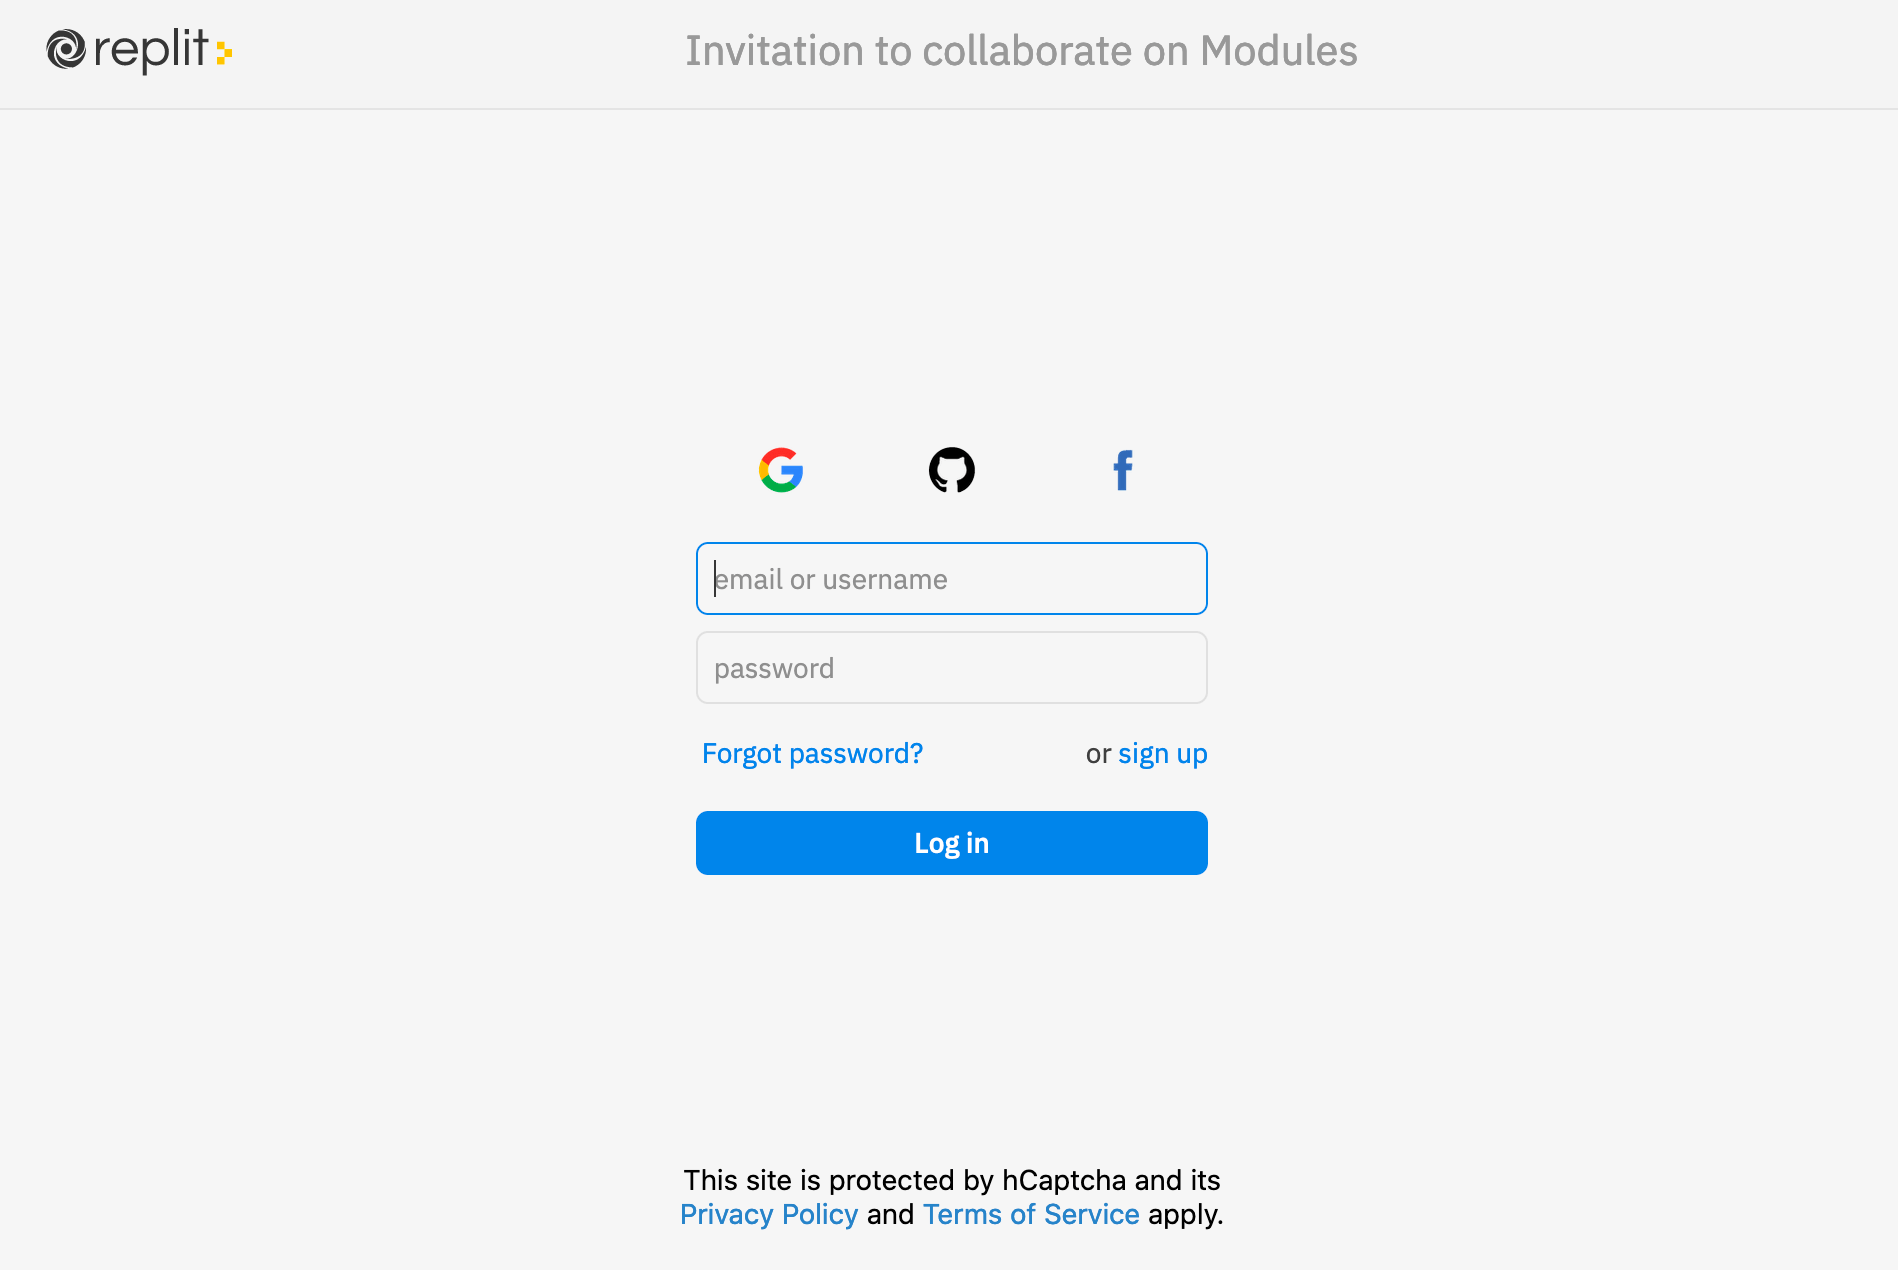 replit
Invitation to collaborate on Modules
email or username
password
Forgot password?
or sign up
Log in
This site is protected by hCaptcha and its
Privacy Policy and Terms of Service apply.